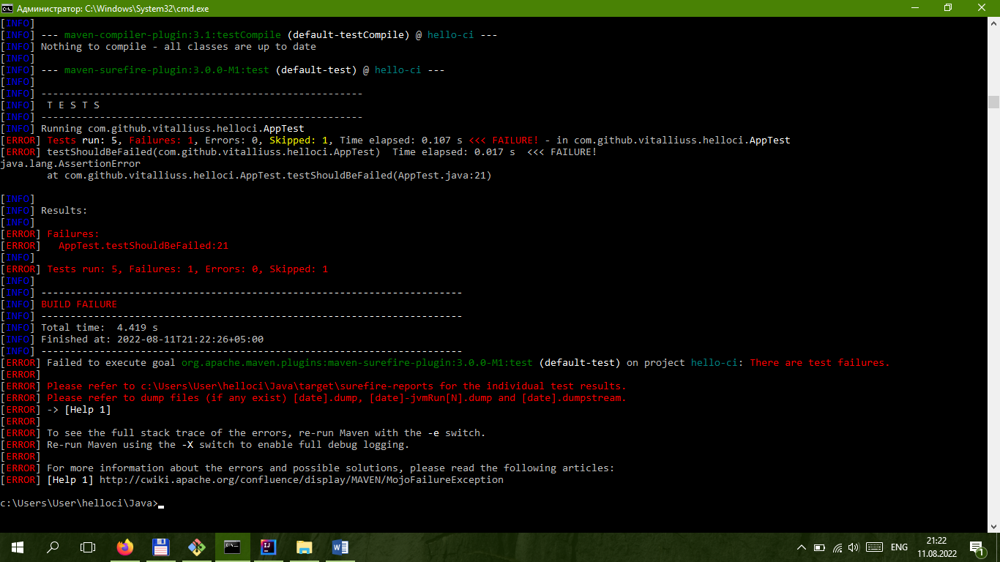 Администратор: C:\Windows\System32\cmd.exe
[INFO]
[INFO] --- maven-compiler-plugin:3.1:testCompile (default-testCompile) @ hello-ci ---
[INFO] Nothing to compile - all classes are up to date
[INFO]
[INFO] --- maven-surefire-plugin:3.0.0-M1:test (default-test) @ hello-ci ---
[INFO]
[INFO] -------------------------------------------------------
[INFO]  T E S T S
[INFO] -------------------------------------------------------
[INFO] Running com.github.vitalliuss.helloci.AppTest
[ERROR] Tests run: 5, Failures: 1, Errors: 0, Skipped: 1, Time elapsed: 0.107 s <<< FAILURE! - in com.github.vitalliuss.helloci.AppTest
[ERROR] testShouldBeFailed(com.github.vitalliuss.helloci.AppTest)  Time elapsed: 0.017 s  <<< FAILURE!
java.lang.AssertionError
        at com.github.vitalliuss.helloci.AppTest.testShouldBeFailed(AppTest.java:21)
[INFO]
[INFO] Results:
[INFO]
[ERROR] Failures:
[ERROR]   AppTest.testShouldBeFailed:21
[INFO]
[ERROR] Tests run: 5, Failures: 1, Errors: 0, Skipped: 1
[INFO]
[INFO] ------------------------------------------------------------------------
[INFO] BUILD FAILURE
[INFO] ------------------------------------------------------------------------
[INFO] Total time:  4.419 s
[INFO] Finished at: 2022-08-11T21:22:26+05:00
[INFO] ------------------------------------------------------------------------
[ERROR] Failed to execute goal org.apache.maven.plugins:maven-surefire-plugin:3.0.0-M1:test (default-test) on project hello-ci: There are test failures.
[ERROR]
[ERROR] Please refer to c:\Users\User\helloci\Java\target\surefire-reports for the individual test results.
[ERROR] Please refer to dump files (if any exist) [date].dump, [date]-jvmRun[N].dump and [date].dumpstream.
[ERROR] -> [Help 1]
[ERROR]
[ERROR] To see the full stack trace of the errors, re-run Maven with the -e switch.
[ERROR] Re-run Maven using the -X switch to enable full debug logging.
[ERROR]
[ERROR] For more information about the errors and possible solutions, please read the following articles:
[ERROR] [Help 1] http://cwiki.apache.org/confluence/display/MAVEN/MojoFailureException
c:\Users\User\helloci\Java>
ENG
21:22
11.08.2022
1